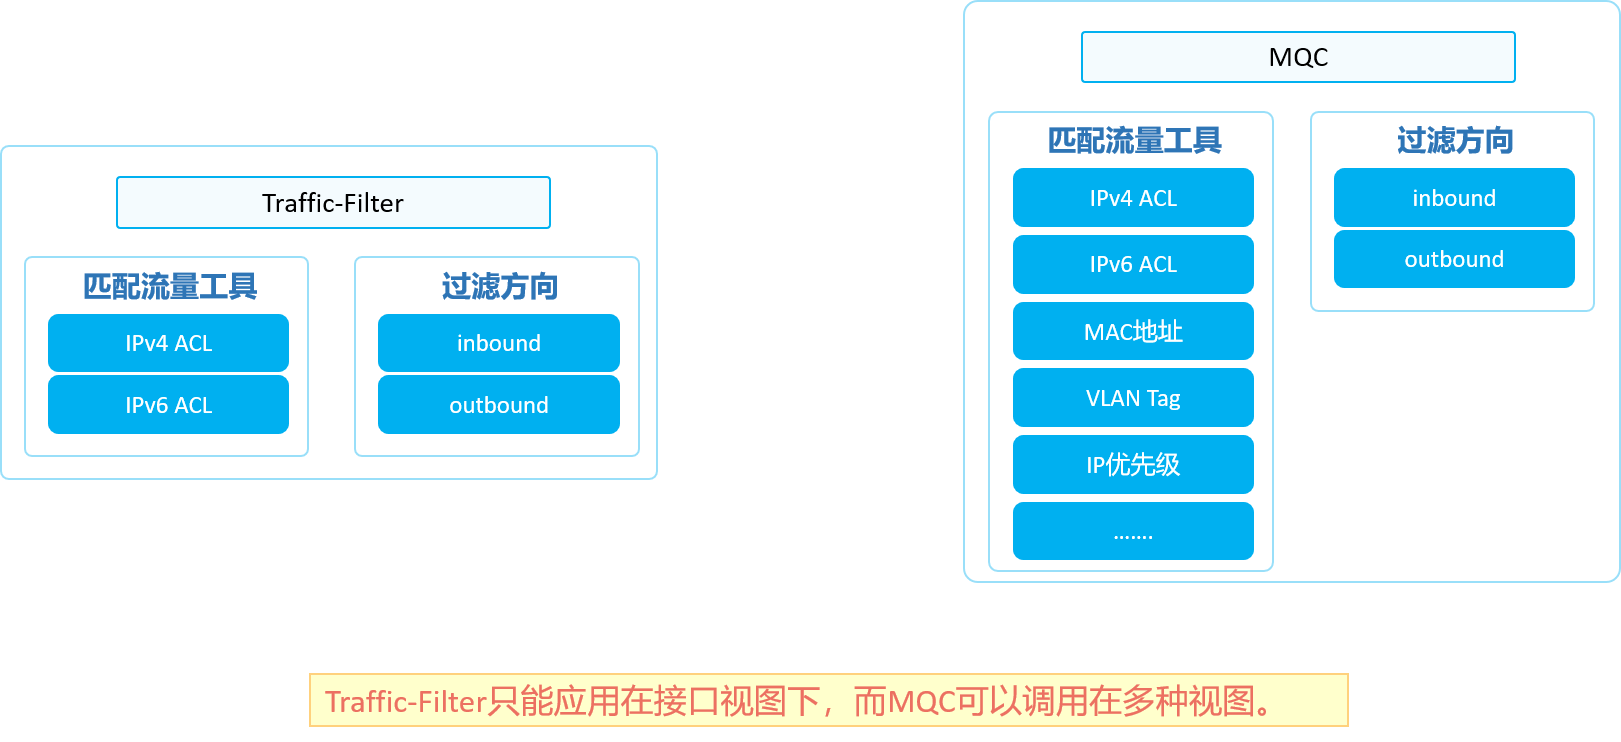 Traffic-Filter
匹配流量工具
IPv4 ACL
IPv6 ACL
过滤方向
inbound
outbound
MQC
匹配流量工具
IPv4 ACL
IPv6 ACL
MAC地址
VLAN Tag
IP优先级
.......
过滤方向
inbound
outbound
Traffic-Filter只能应用在接口视图下，而MQC可以调用在多种视图。